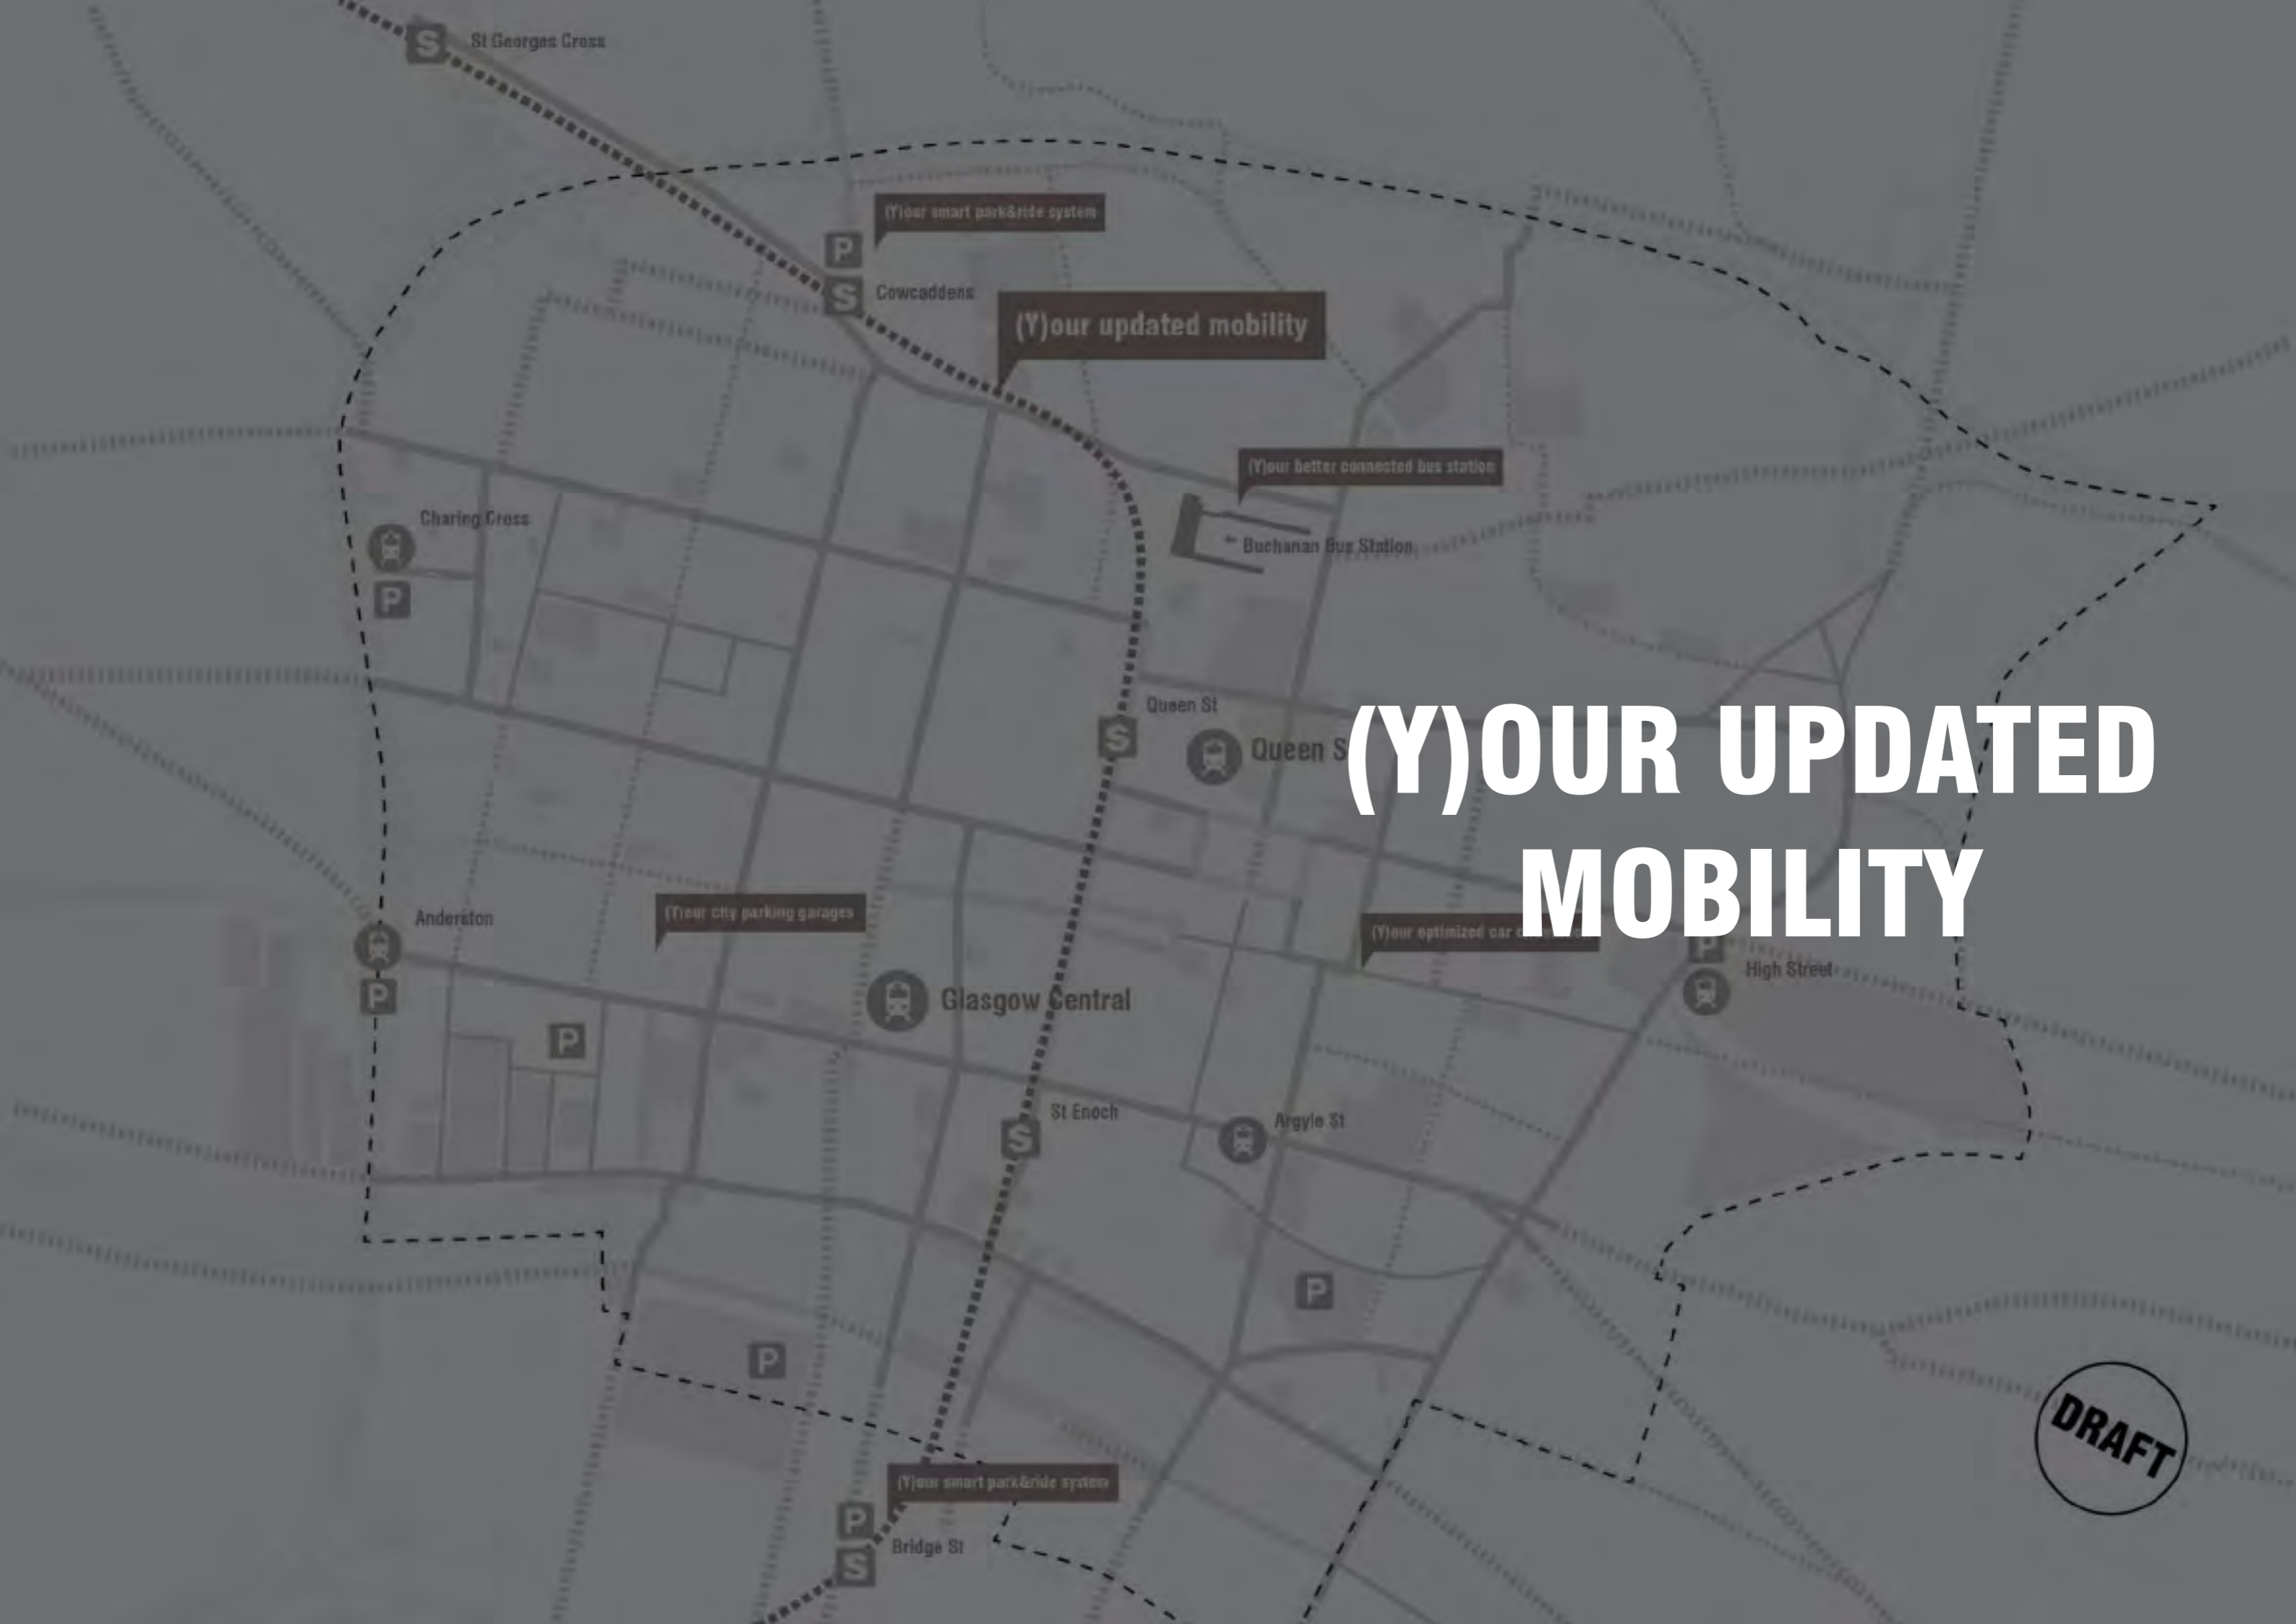 S
St Georges Cross
(Y)our smart park&ride system
P
S
Cowcaddens
(Y)our updated mobility
(Y)our better connected bus station
Charing Cross
Buchanan Bus Station
P
Queen St
S
Queen S
(Y)OUR UPDATED
MOBILITY
(Y)our city parking garages
Anderston
(Y)our optimized car
P
High Street
P
Glasgow Central
P
St Enoch
S
Argyle St
P
P
DRAFT
(Y)our smart park&ride system
P
Bridge St
S